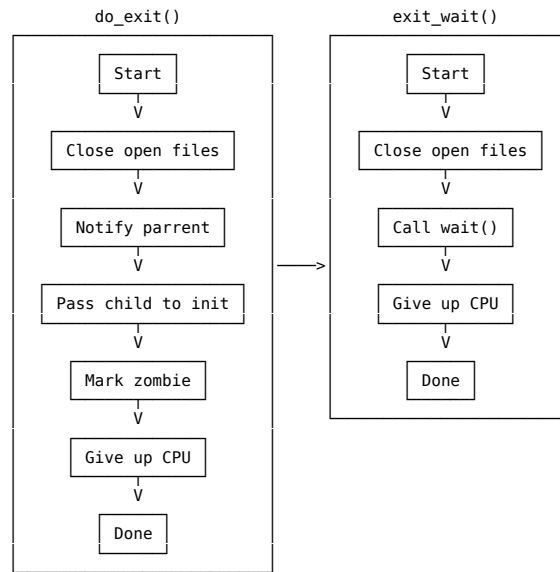 do_exit()
Start
V
Close open files
V
Notify parrent
V
Pass child to init
V
Mark zombie
V
Give up CPU
V
Done
exit_wait()
Start
V
Close open files
V
Call wait()
V
Give up CPU
V
Done